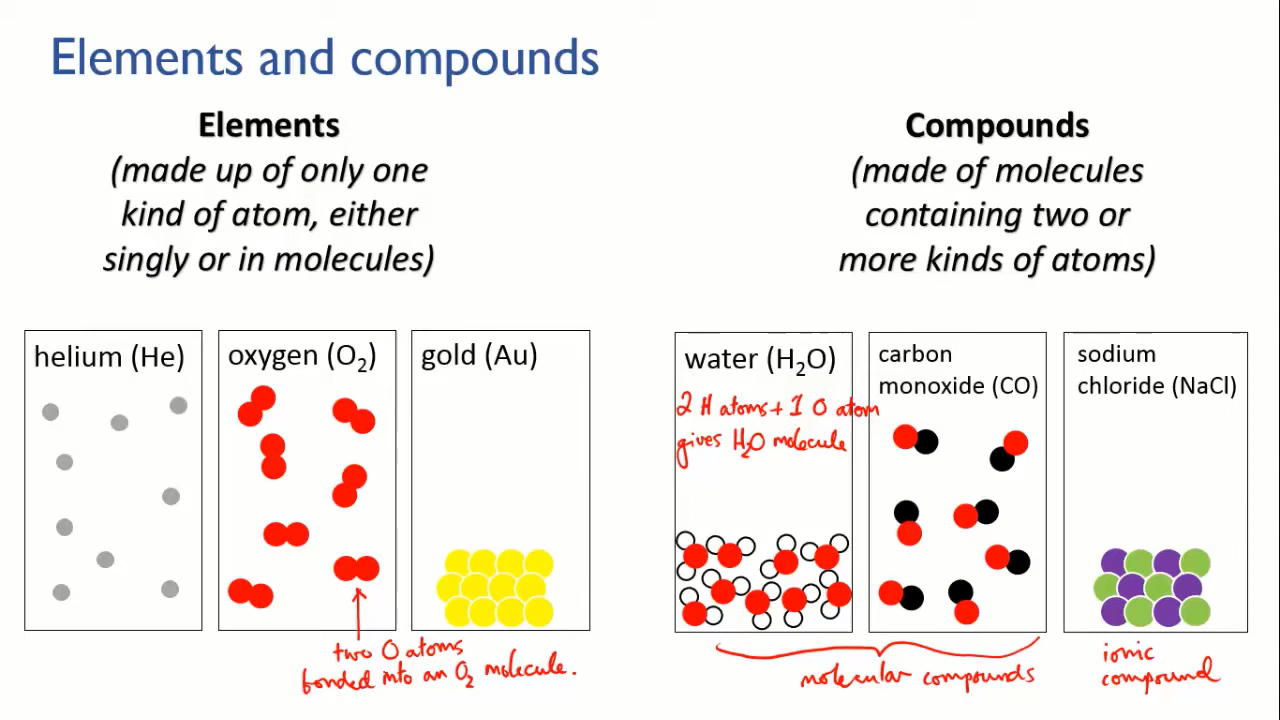 Elements and compounds
Elements
(made up of only one
kind of atom, either
singly or in molecules)
Compounds
(made of molecules
containing two or
more kinds of atoms)
helium (He)
oxygen (O₂)
gold (Au)
two O atoms
bonded into an O₂ molecule.
water (H₂O)
2 H atoms + 1 O atom
gives H₂O molecule
carbon
monoxide (CO)
molecular compounds
sodium
chloride (NaCl)
ionic
compound